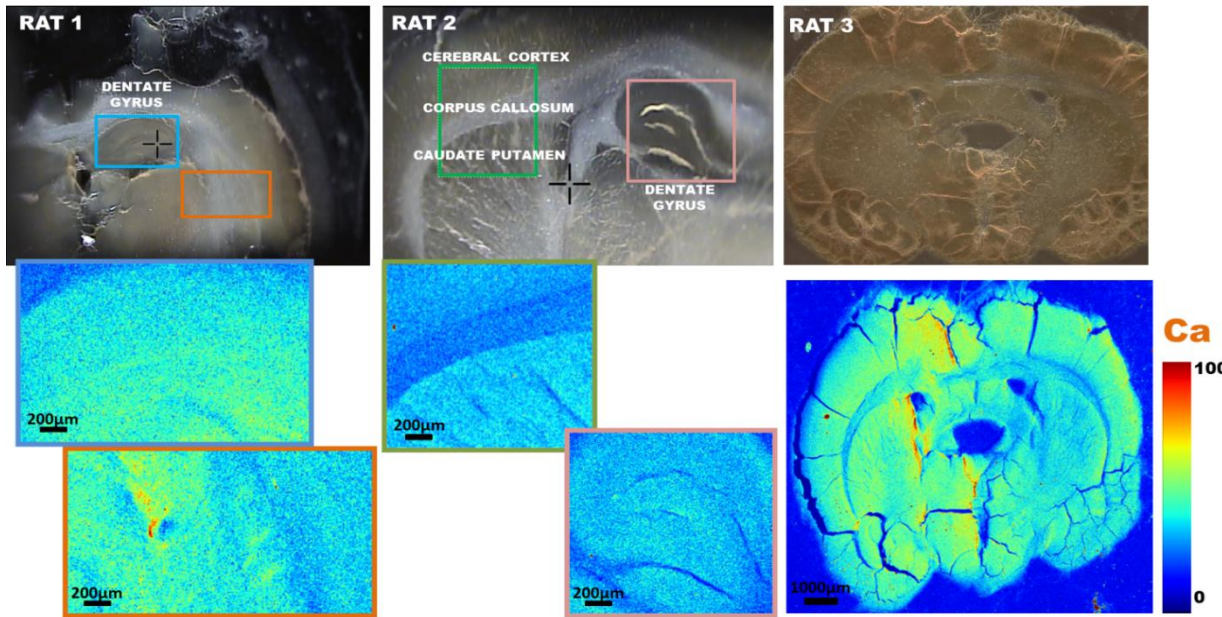 RAT 1
DENTATE
GYRUS
RAT 2
CEREBRAL CORTEX
CORPUS CALLOSUM
CAUDATE PUTAMEN
DENTATE
GYRUS
RAT 3
200µm
200µm
200µm
200µm
1000µm
Ca
100
0